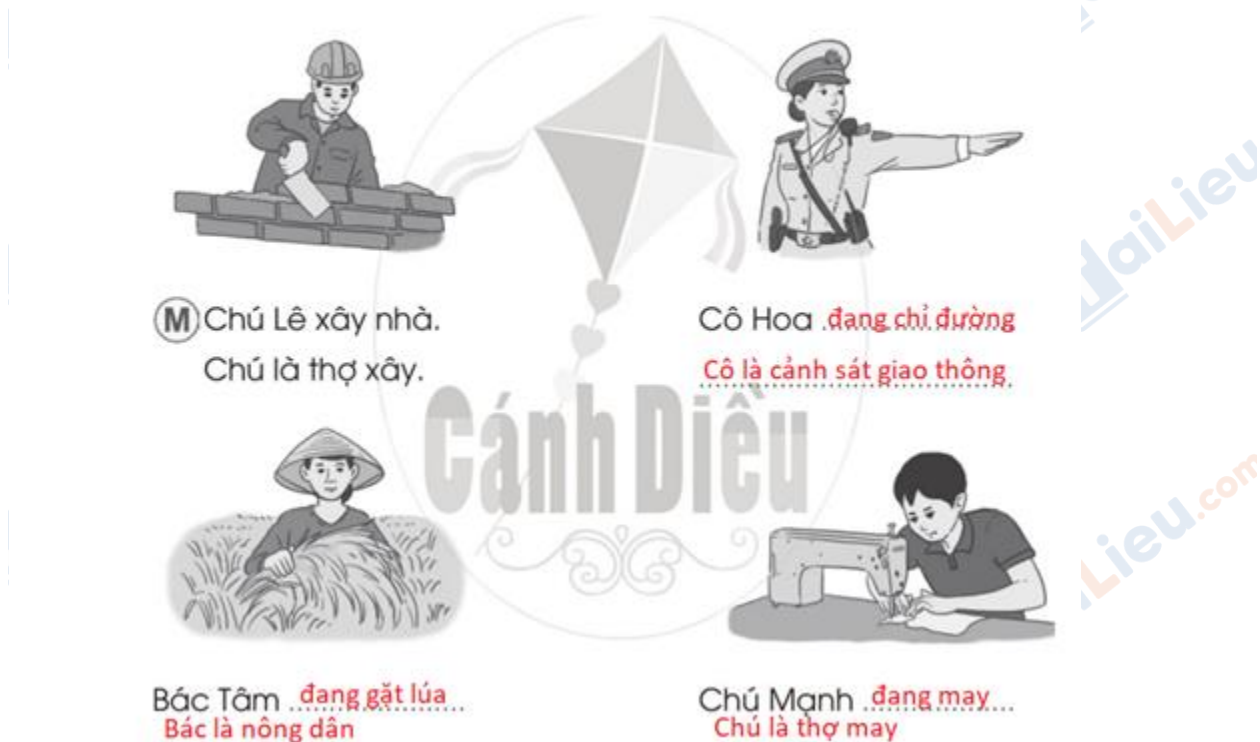 M Chú Lê xây nhà.
Chú là thợ xây.
Cô Hoa đang chỉ đường
Cô là cảnh sát giao thông
Cánh Diều
Bác Tâm đang gặt lúa
Bác là nông dân
Chú Mạnh đang may
Chú là thợ may